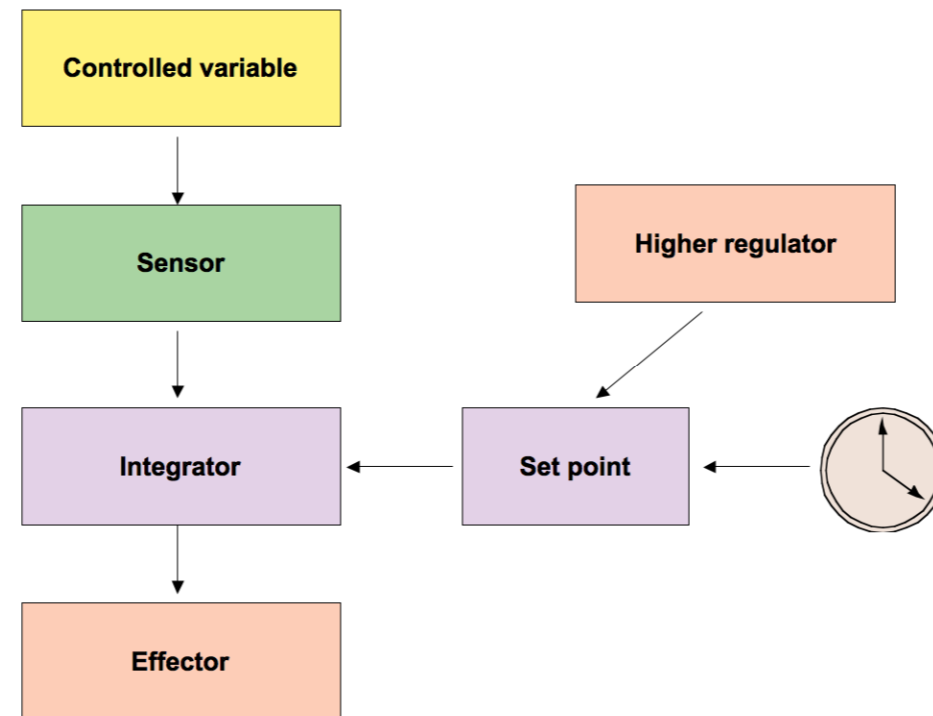 Controlled variable
Sensor
Higher regulator
Integrator
Set point
Effector